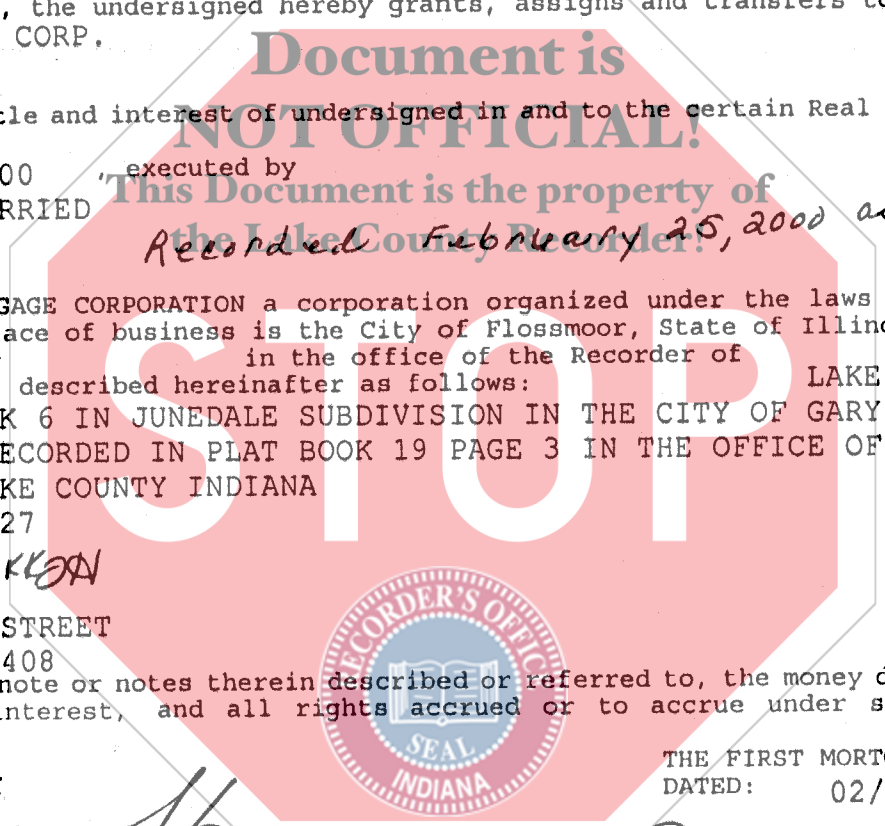 , the undersigned hereby grants, assigns and transfers to
CORP.
Document is
tle and interest of undersigned in and to the certain Real
NOT OFFICIAL!
00 , executed by
This Document is the property of
RRIED
the Lake County Recorder!
Recorded February 25, 2000
GAGE CORPORATION a corporation organized under the laws
ace of business is the City of Flossmoor, State of Illino
in the office of the Recorder of
described hereinafter as follows: LAKE
STOP
K 6 IN JUNEDALE SUBDIVISION IN THE CITY OF GARY
ECORDED IN PLAT BOOK 19 PAGE 3 IN THE OFFICE OF
KE COUNTY INDIANA
27
STREET
408
note or notes therein described or referred to, the money d
nterest, and all rights accrued or to accrue under s
RECORDER'S OFFICE
SEAL
INDIANA
THE FIRST MORTG
DATED: 02/